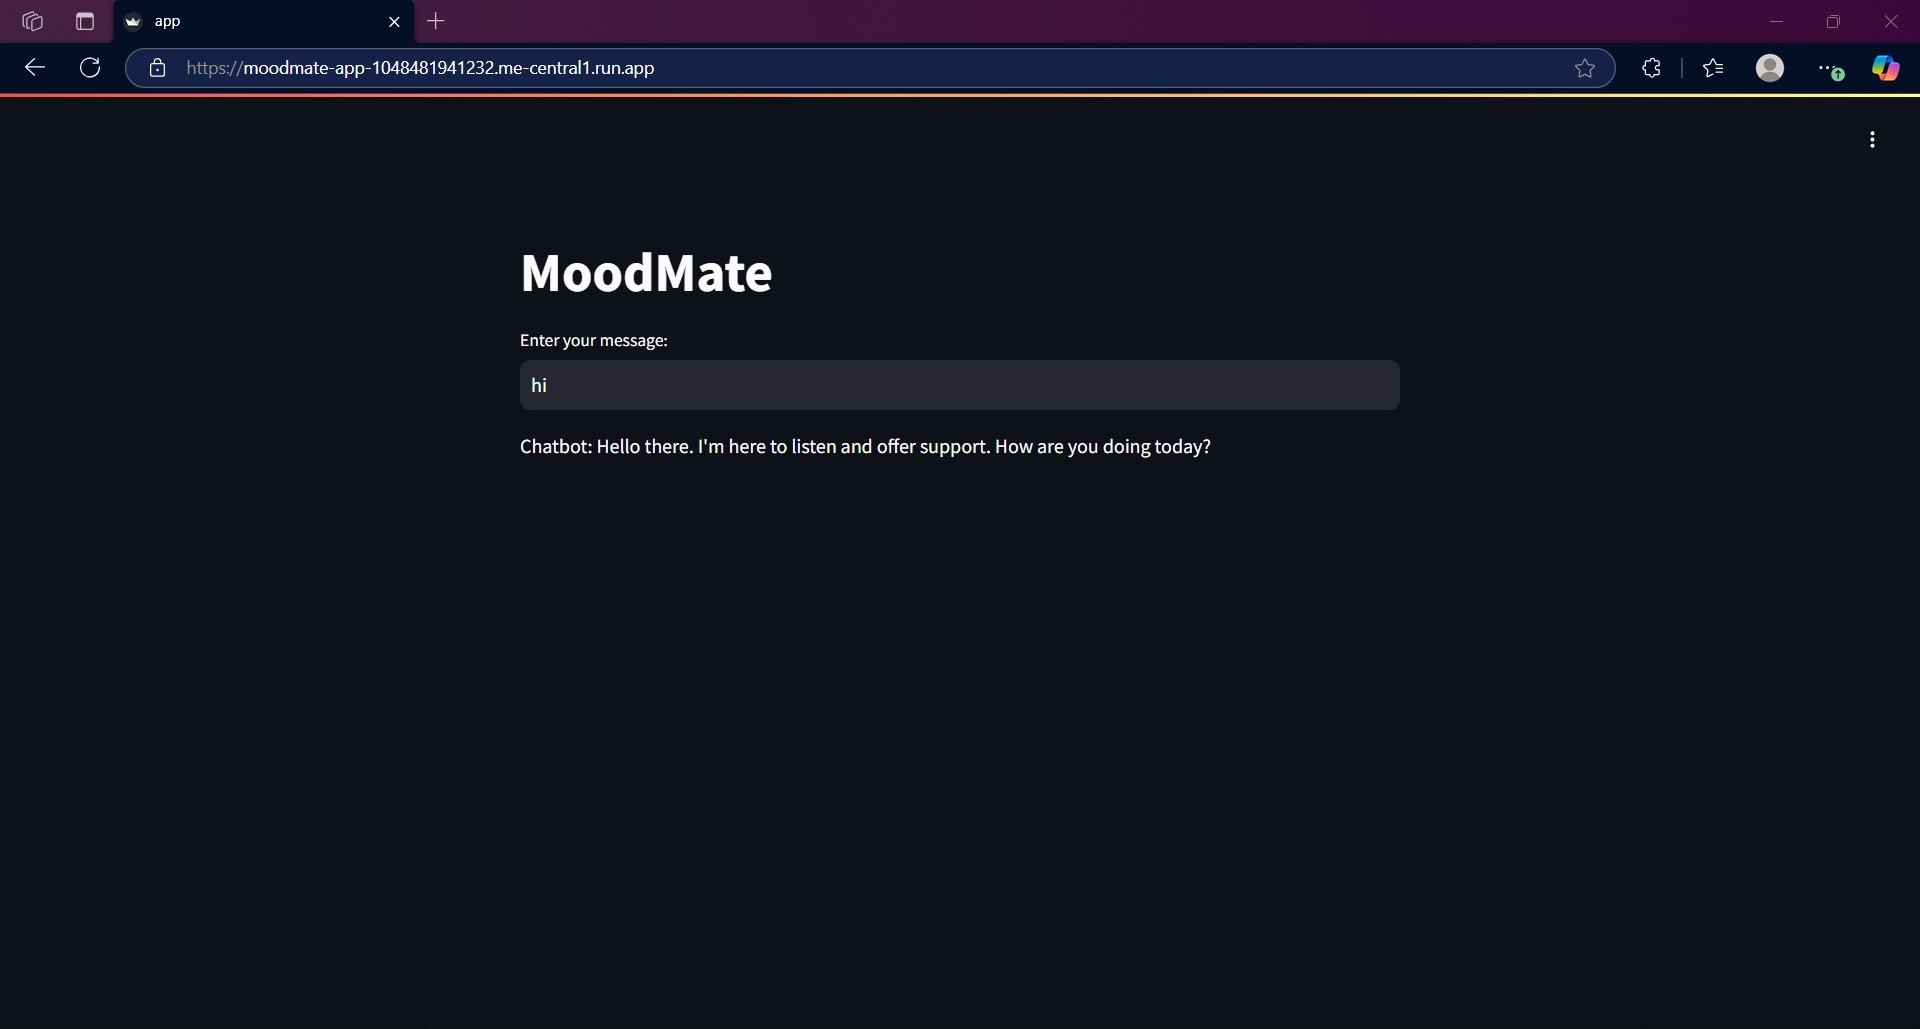 app
https://moodmate-app-1048481941232.me-central1.run.app
MoodMate
Enter your message:
hi
Chatbot: Hello there. I'm here to listen and offer support. How are you doing today?